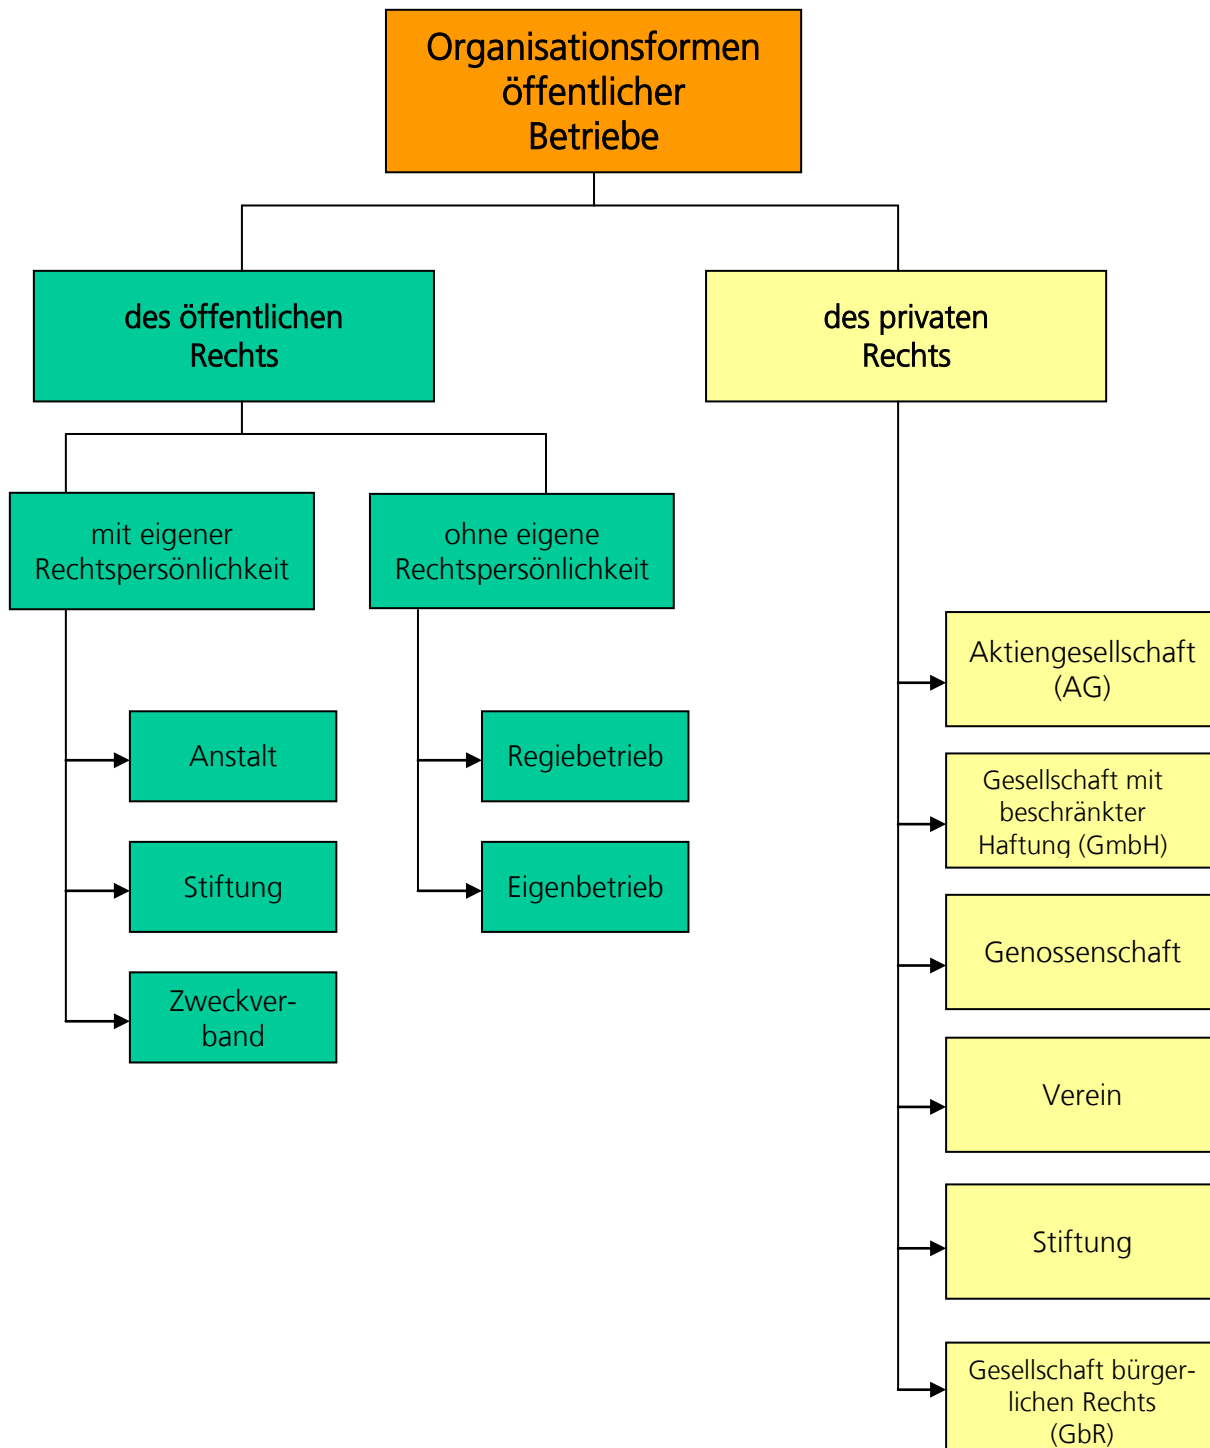 Organisationsformen
öffentlicher
Betriebe
des öffentlichen
Rechts
des privaten
Rechts
mit eigener
Rechtspersönlichkeit
ohne eigene
Rechtspersönlichkeit
Anstalt
Stiftung
Zweckver-
band
Regiebetrieb
Eigenbetrieb
Aktiengesellschaft
(AG)
Gesellschaft mit
beschränkter
Haftung (GmbH)
Genossenschaft
Verein
Stiftung
Gesellschaft bürger-
lichen Rechts
(GbR)